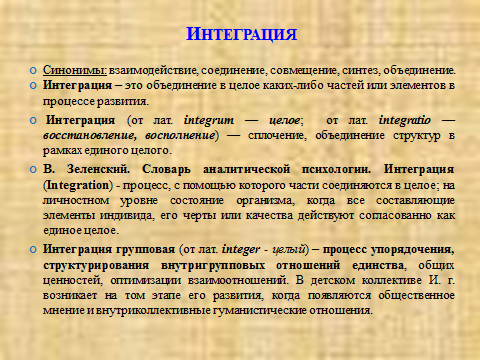 ИНТЕГРАЦИЯ
Синонимы: взаимодействие, соединение, совмещение, синтез, объединение.
Интеграция – это объединение в целое каких-либо частей или элементов в
процессе развития.
Интеграция (от лат. integrum — целое; от лат. integratio —
восстановление, восполнение) — сплочение, объединение структур в
рамках единого целого.
В. Зеленский. Словарь аналитической психологии. Интеграция
(Integration) - процесс, с помощью которого части соединяются в целое; на
личностном уровне состояние организма, когда все составляющие
элементы индивида, его черты или качества действуют согласованно как
единое целое.
Интеграция групповая (от лат. integer - целый) – процесс упорядочения,
структурирования внутригрупповых отношений единства, общих
ценностей, оптимизации взаимоотношений. В детском коллективе И. г.
возникает на том этапе его развития, когда появляются общественное
мнение и внутриколлективные гуманистические отношения.